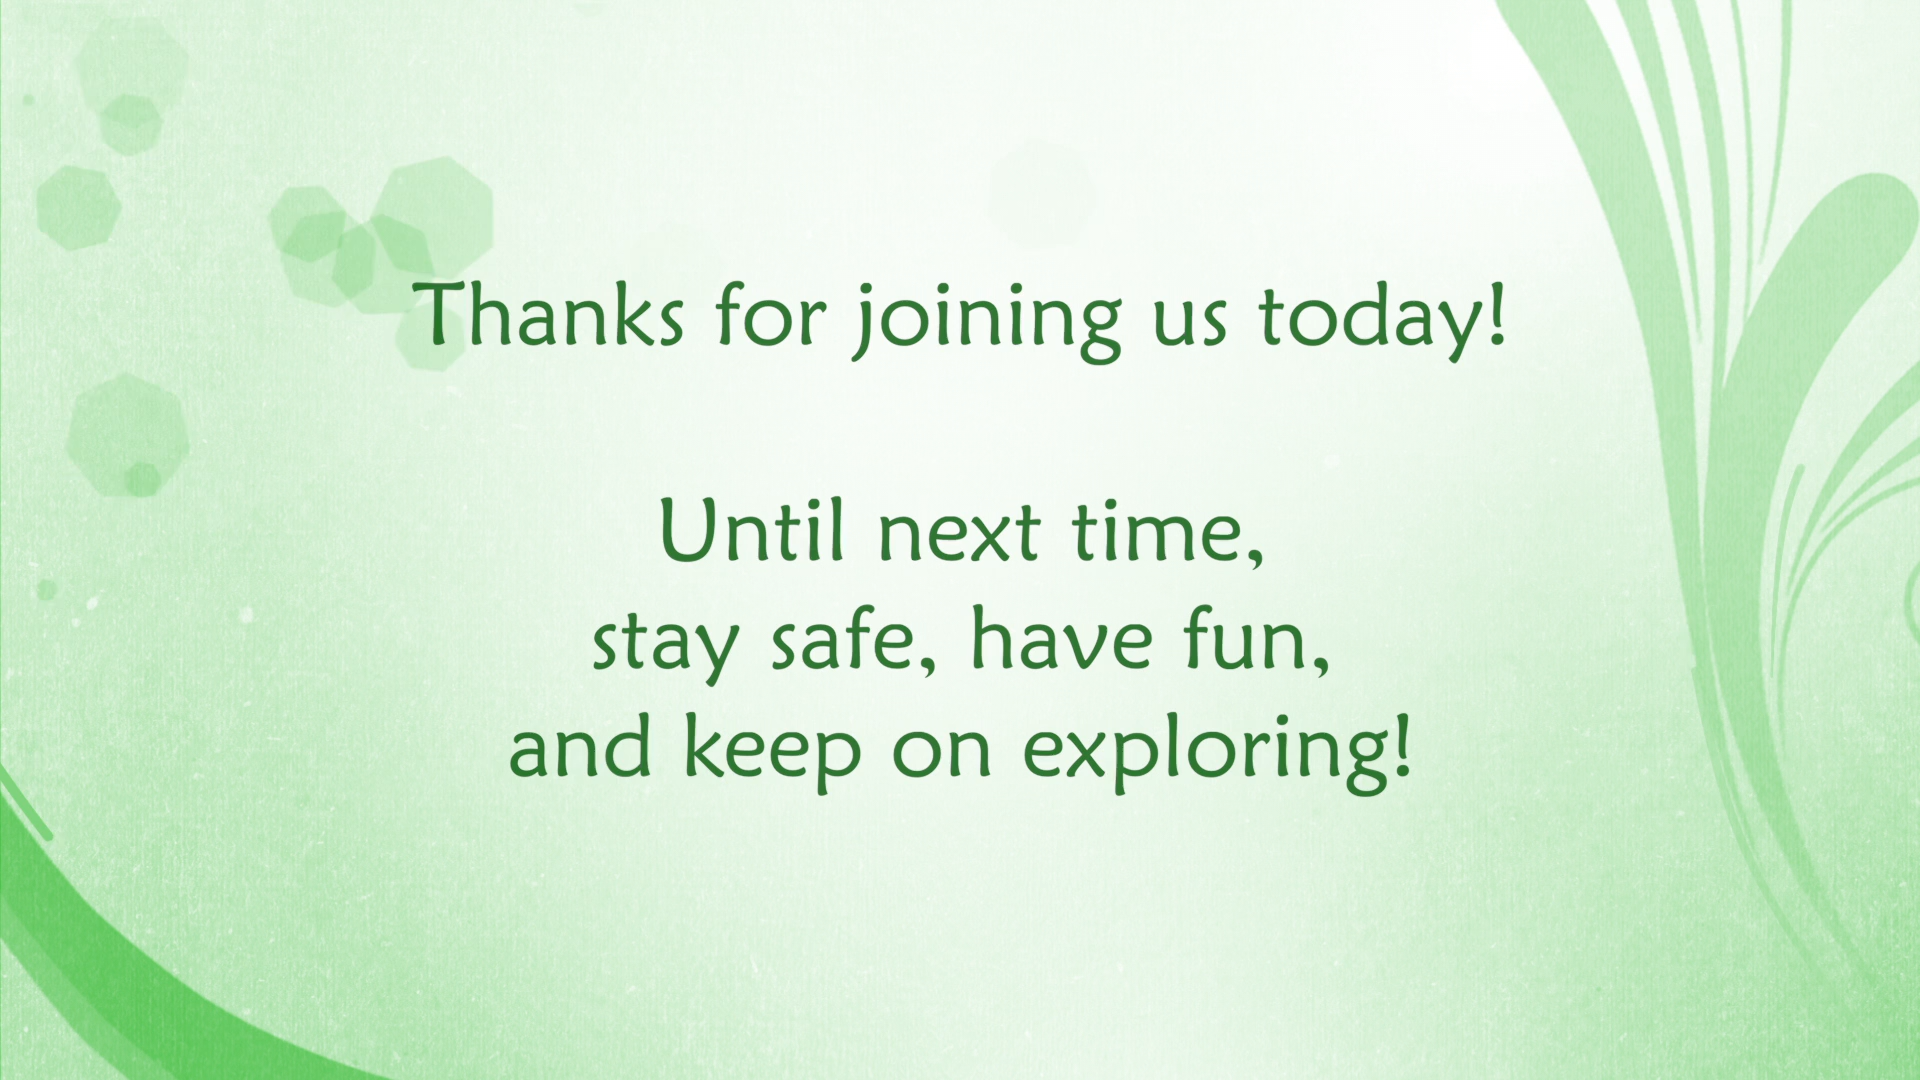 Thanks for joining us today!
Until next time,
stay safe, have fun,
and keep on exploring!